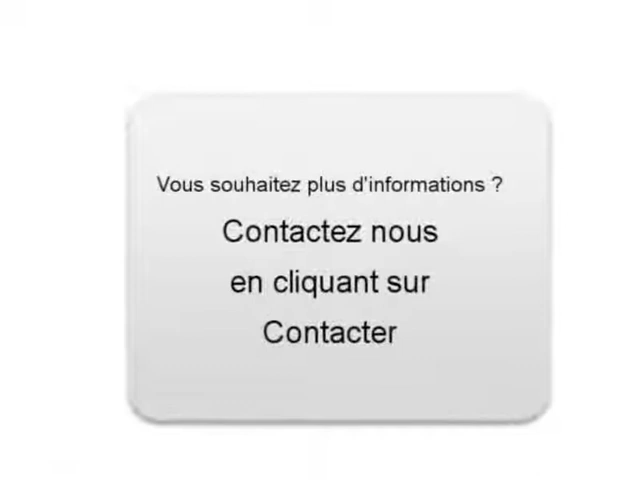 Vous souhaitez plus d'informations ?
Contactez nous
en cliquant sur
Contacter